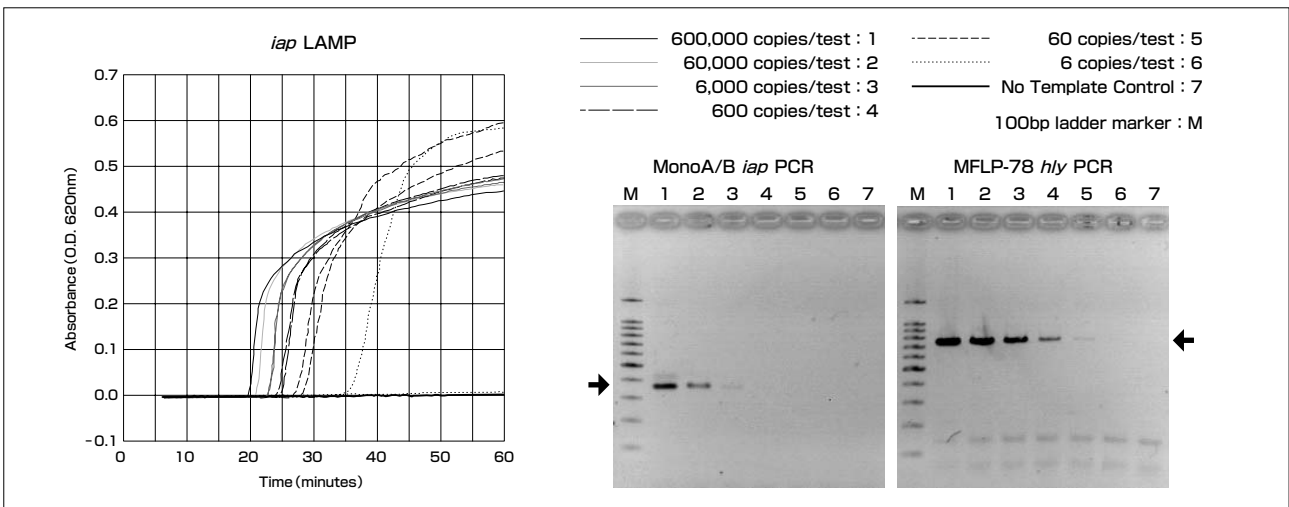 iap LAMP
Absorbance (O.D. 620nm)
0.7
0.6
0.5
0.4
0.3
0.2
0.1
0.0
-0.1
0 10 20 30 40 50 60
Time (minutes)
600,000 copies/test : 1
60,000 copies/test : 2
6,000 copies/test : 3
600 copies/test : 4
60 copies/test : 5
6 copies/test : 6
No Template Control : 7
100bp ladder marker : M
MonoA/B iap PCR
M 1 2 3 4 5 6 7
MFLP-78 hly PCR
M 1 2 3 4 5 6 7